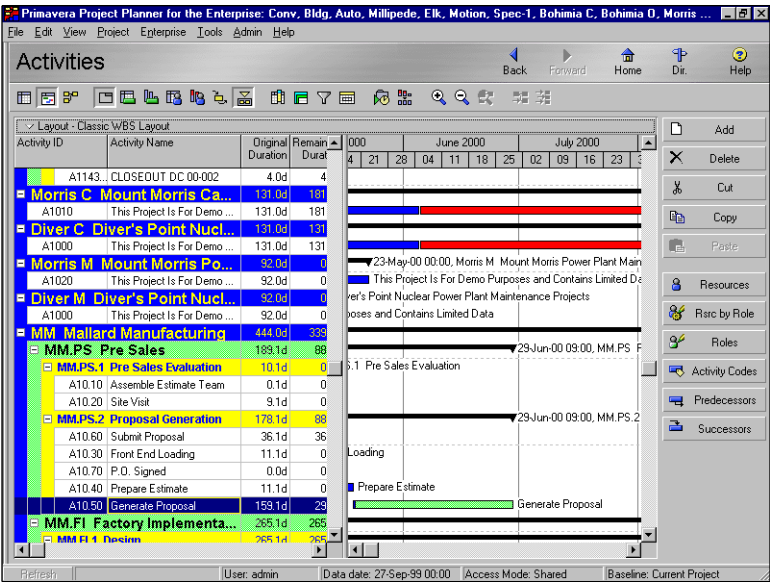 Primavera Project Planner for the Enterprise: Conv, Bldg, Auto, Millipede, Elk, Motion, Spec-1, Bohimia C, Bohimia O, Morris ...
File Edit View Project Enterprise Tools Admin Help
Activities
Back Forward Home Dir. Help
Layout - Classic WBS Layout
Activity ID Activity Name Original Duration Remain Durat
000 June 2000 July 2000
4 21 28 04 11 18 25 02 09 16 23 3
A1143... CLOSEOUT DC 00-002 4.0d 4
Morris C Mount Morris Ca... 131.0d 181
A1010 This Project Is For Demo ... 131.0d 181
Diver C Diver's Point Nucl... 131.0d 131
A1000 This Project Is For Demo ... 131.0d 131
Morris M Mount Morris Po... 92.0d 0
23-May-00 00:00, Morris M Mount Morris Power Plant Main
A1020 This Project Is For Demo ... 92.0d 0
This Project Is For Demo Purposes and Contains Limited Da
Diver M Diver's Point Nucl... 92.0d 0
ver's Point Nuclear Power Plant Maintenance Projects
A1000 This Project Is For Demo ... 92.0d 0
poses and Contains Limited Data
MM Mallard Manufacturing 444.0d 339
MM.PS Pre Sales 189.1d 88
29-Jun-00 09:00, MM.PS P
MM.PS.1 Pre Sales Evaluation 10.1d 0
.1 Pre Sales Evaluation
A10.10 Assemble Estimate Team 0.1d 0
A10.20 Site Visit 9.1d 0
MM.PS.2 Proposal Generation 178.1d 88
29-Jun-00 09:00, MM.PS.2
A10.60 Submit Proposal 36.1d 36
A10.30 Front End Loading 11.1d 0
Loading
A10.70 P.O. Signed 0.0d 0
A10.40 Prepare Estimate 11.1d 0
Prepare Estimate
A10.50 Generate Proposal 159.1d 29
Generate Proposal
MM.FI Factory Implementa... 265.1d 265
MM.FI.1 Design 265.1d 265
Add
Delete
Cut
Copy
Paste
Resources
Rsrc by Role
Roles
Activity Codes
Predecessors
Successors
Refresh User: admin Data date: 27-Sep-99 00:00 Access Mode: Shared Baseline: Current Project